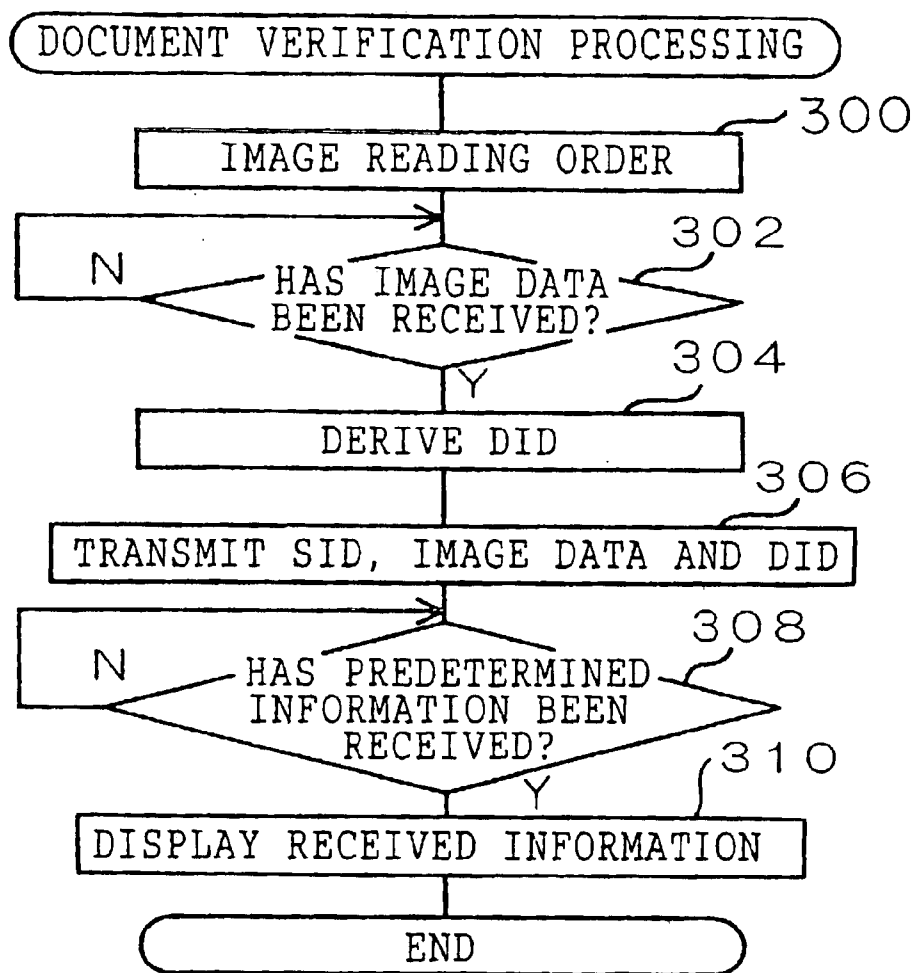 DOCUMENT VERIFICATION PROCESSING
300
IMAGE READING ORDER
302
N
HAS IMAGE DATA
BEEN RECEIVED?
Y
304
DERIVE DID
306
TRANSMIT SID, IMAGE DATA AND DID
308
N
HAS PREDETERMINED
INFORMATION BEEN
RECEIVED?
Y
310
DISPLAY RECEIVED INFORMATION
END